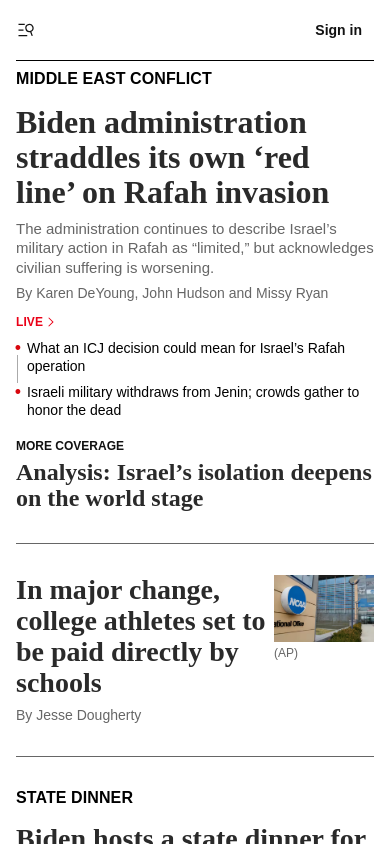 Sign in
MIDDLE EAST CONFLICT
Biden administration
straddles its own ‘red
line’ on Rafah invasion
The administration continues to describe Israel’s
military action in Rafah as “limited,” but acknowledges
civilian suffering is worsening.
By Karen DeYoung, John Hudson and Missy Ryan
LIVE
What an ICJ decision could mean for Israel’s Rafah
operation
Israeli military withdraws from Jenin; crowds gather to
honor the dead
MORE COVERAGE
Analysis: Israel’s isolation deepens
on the world stage
In major change,
college athletes set to
be paid directly by
schools
NCAA
national Office
(AP)
By Jesse Dougherty
STATE DINNER
Biden hosts a state dinner for